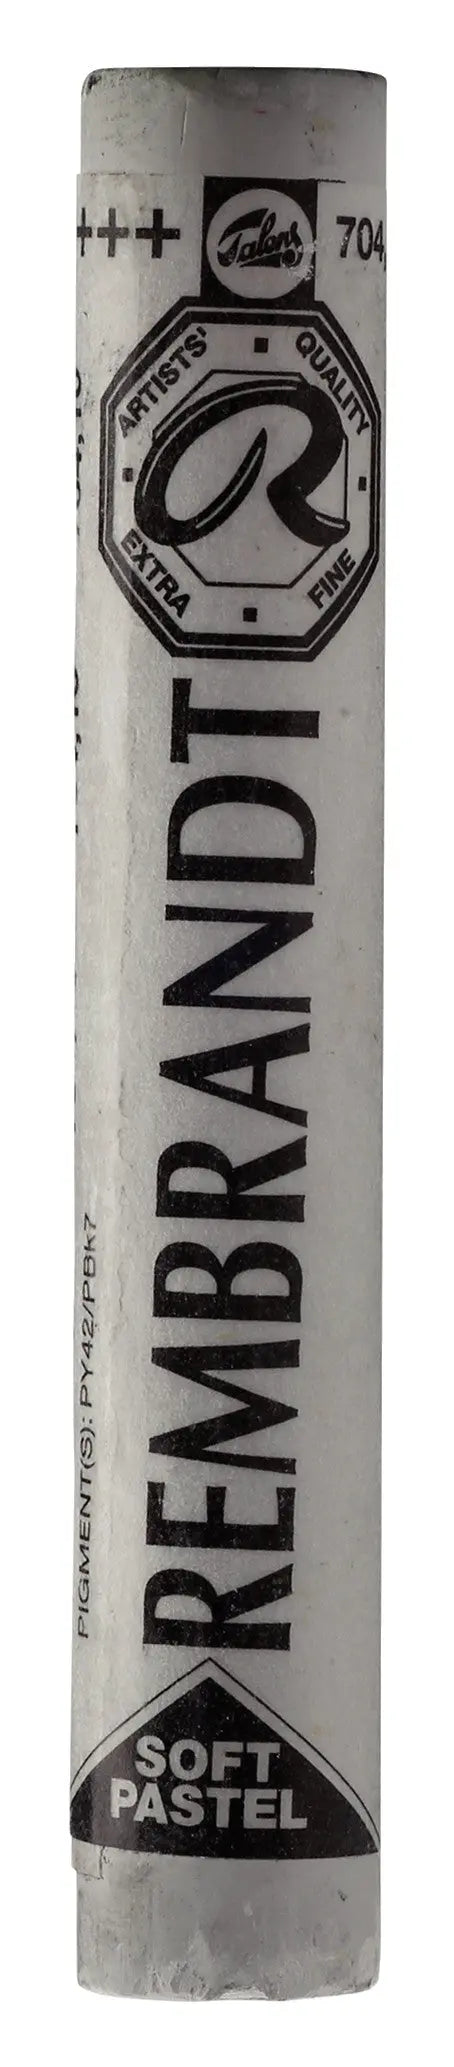 +++
Talens
704,
ARTISTS' QUALITY
EXTRA FINE
REMBRANDT
PIGMENT(S): PY42/PBK7
SOFT
PASTEL